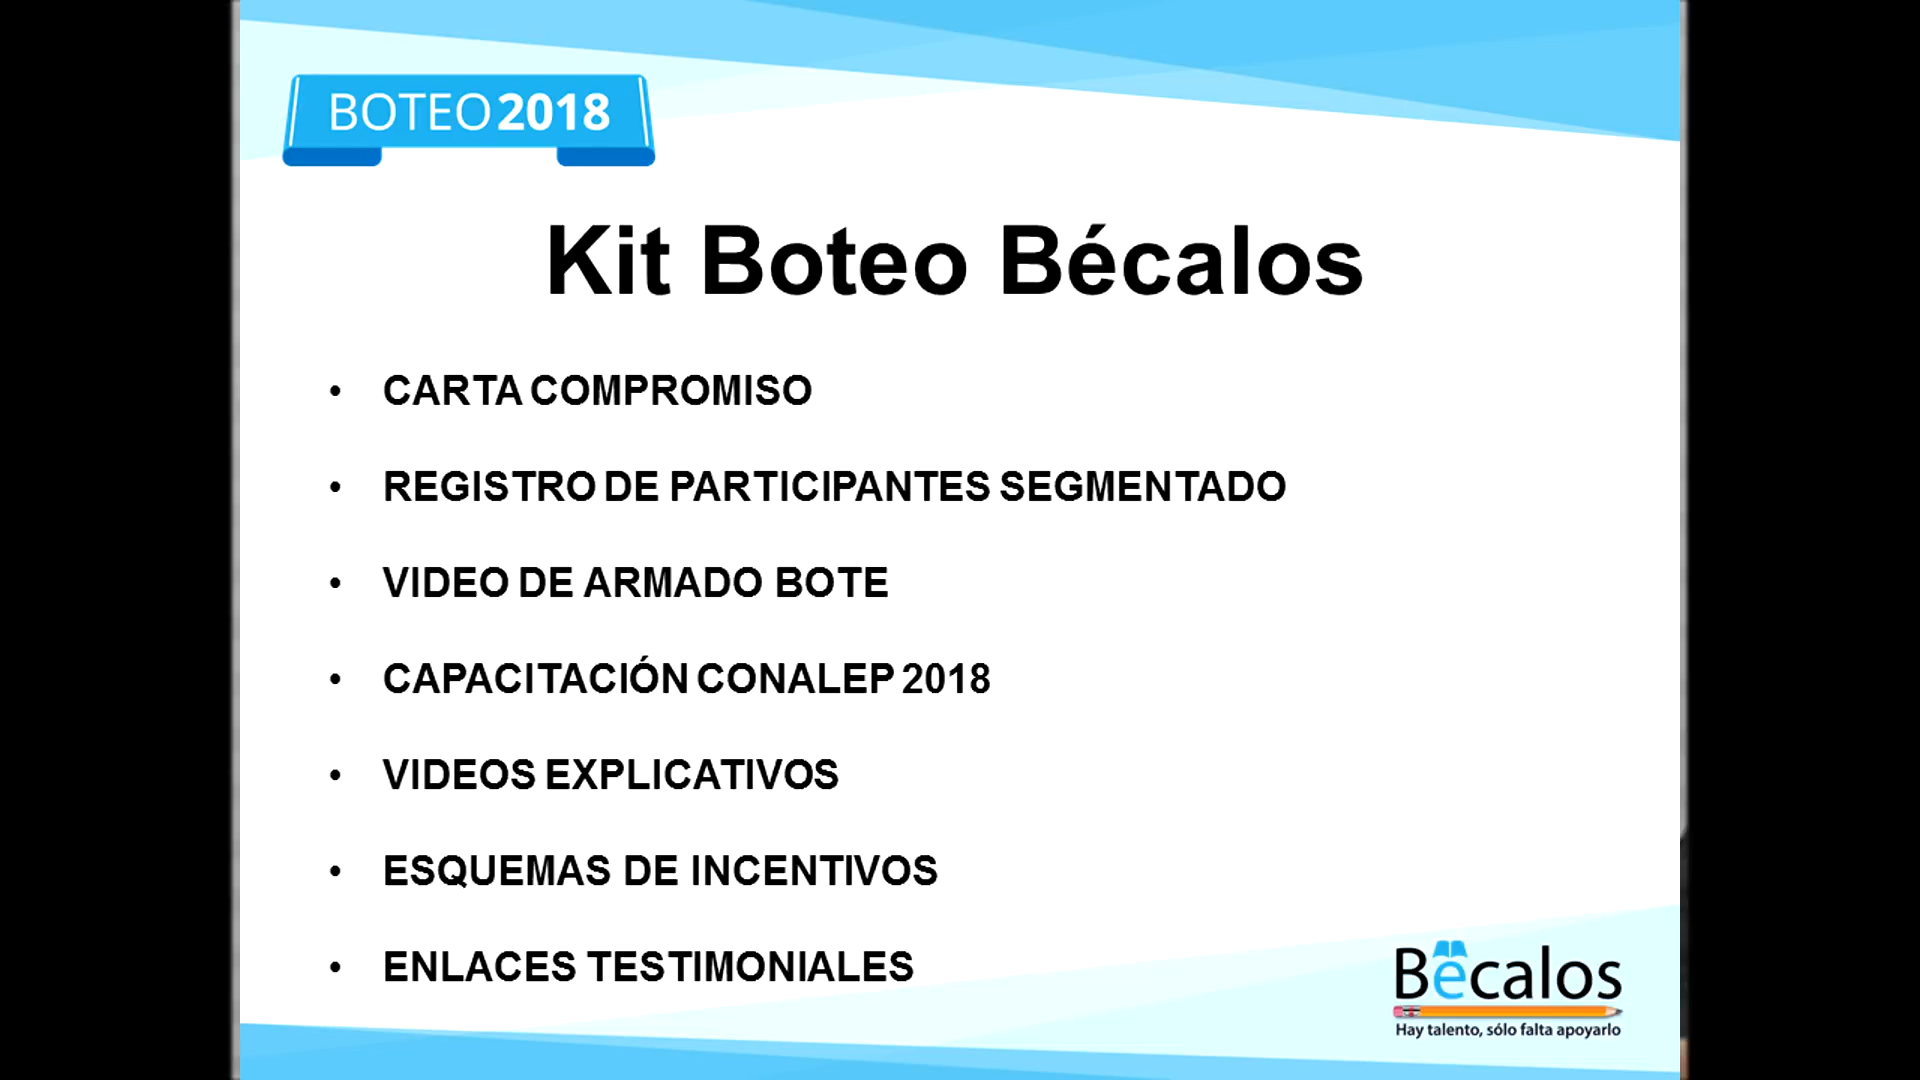 BOTEO2018
Kit Boteo Bécalos
• CARTA COMPROMISO
• REGISTRO DE PARTICIPANTES SEGMENTADO
• VIDEO DE ARMADO BOTE
• CAPACITACIÓN CONALEP 2018
• VIDEOS EXPLICATIVOS
• ESQUEMAS DE INCENTIVOS
• ENLACES TESTIMONIALES
Bécalos
Hay talento, sólo falta apoyarlo